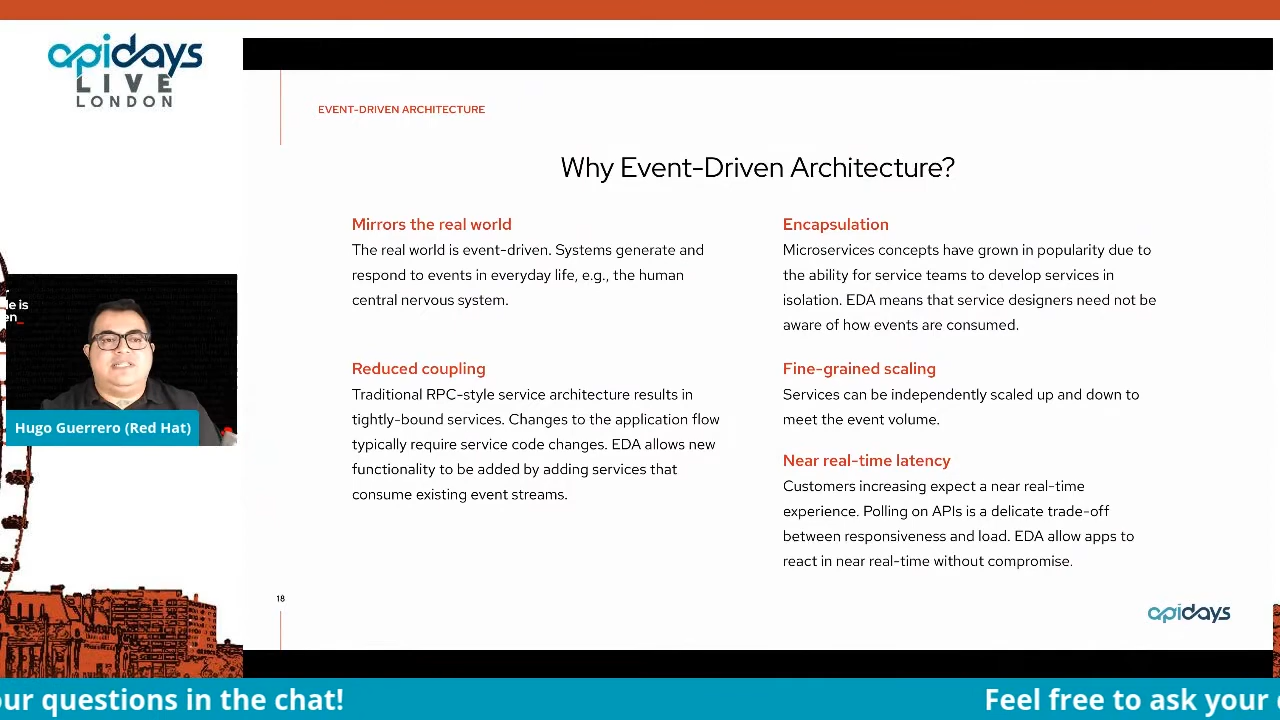 apidays
LIVE
LONDON
EVENT-DRIVEN ARCHITECTURE
Why Event-Driven Architecture?
Mirrors the real world
The real world is event-driven. Systems generate and
respond to events in everyday life, e.g., the human
central nervous system.
Reduced coupling
Traditional RPC-style service architecture results in
tightly-bound services. Changes to the application flow
typically require service code changes. EDA allows new
functionality to be added by adding services that
consume existing event streams.
Encapsulation
Microservices concepts have grown in popularity due to
the ability for service teams to develop services in
isolation. EDA means that service designers need not be
aware of how events are consumed.
Fine-grained scaling
Services can be independently scaled up and down to
meet the event volume.
Near real-time latency
Customers increasing expect a near real-time
experience. Polling on APIs is a delicate trade-off
between responsiveness and load. EDA allow apps to
react in near real-time without compromise.
is
Hugo Guerrero (Red Hat)
18
apidays
our questions in the chat!
Feel free to ask your